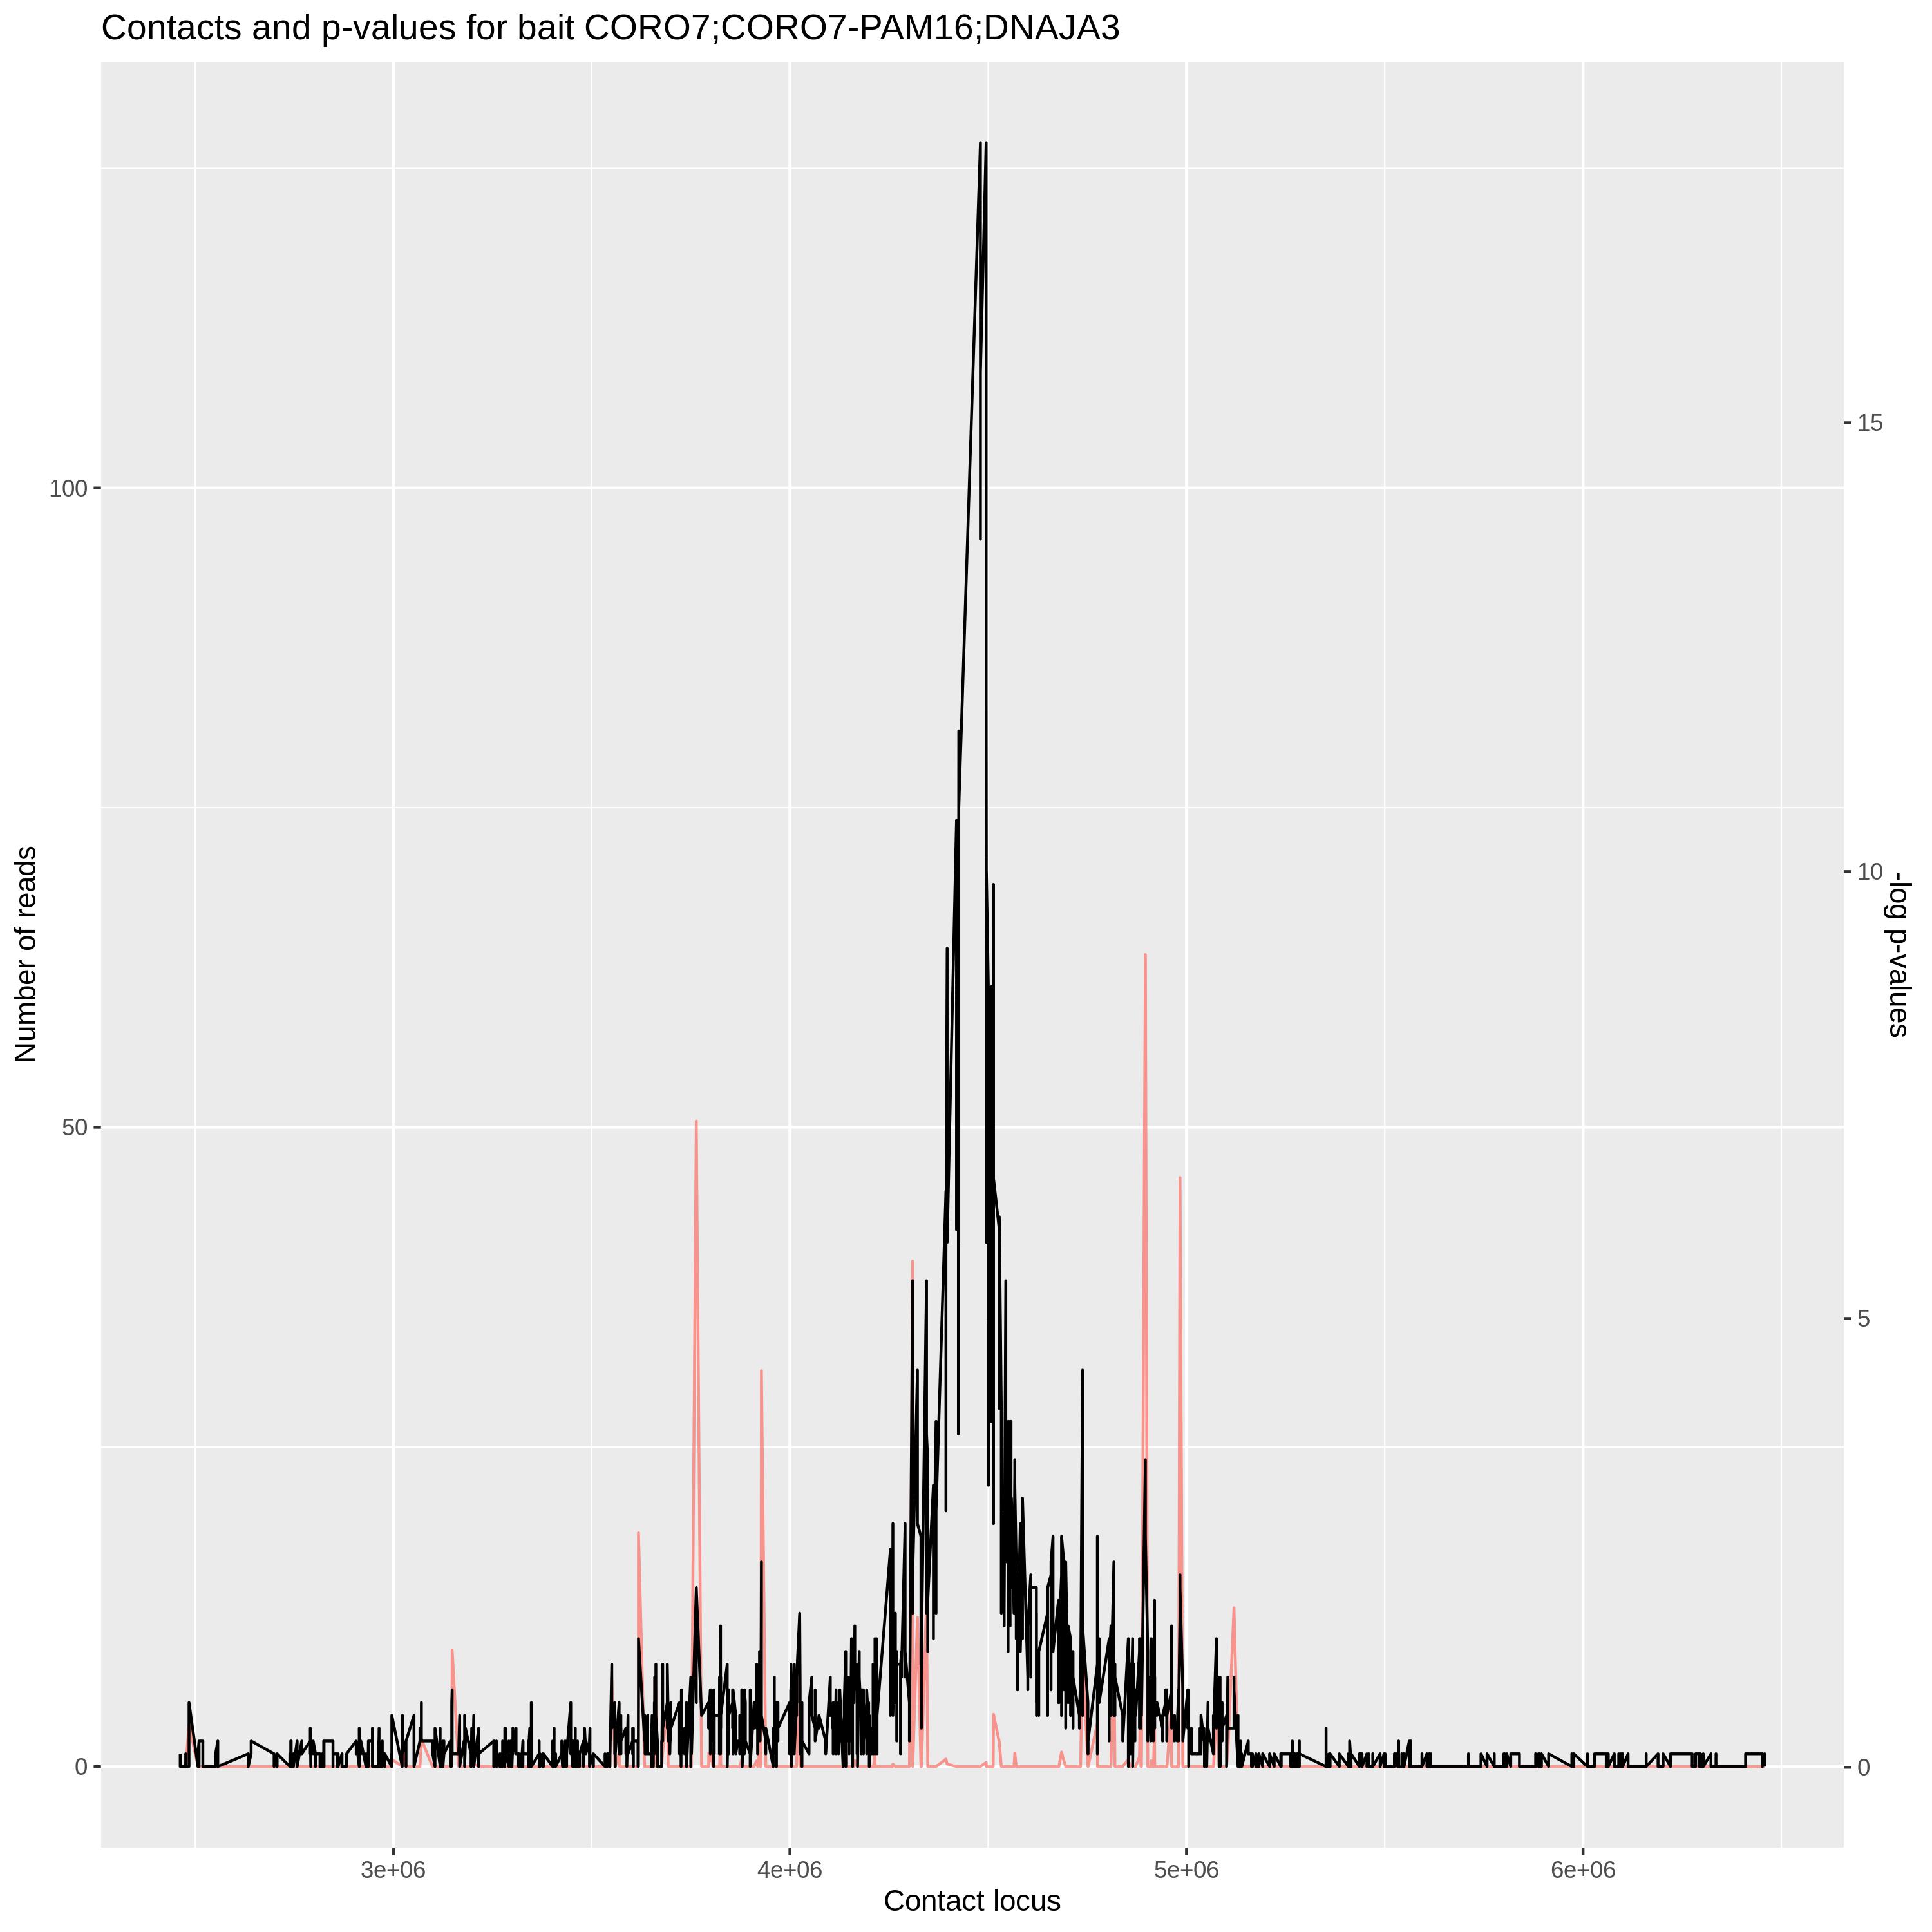 Contacts and p-values for bait CORO7;CORO7-PAM16;DNAJA3
100
50
0
Number of reads
15
10
5
0
-log p-values
3e+06
4e+06
5e+06
6e+06
Contact locus